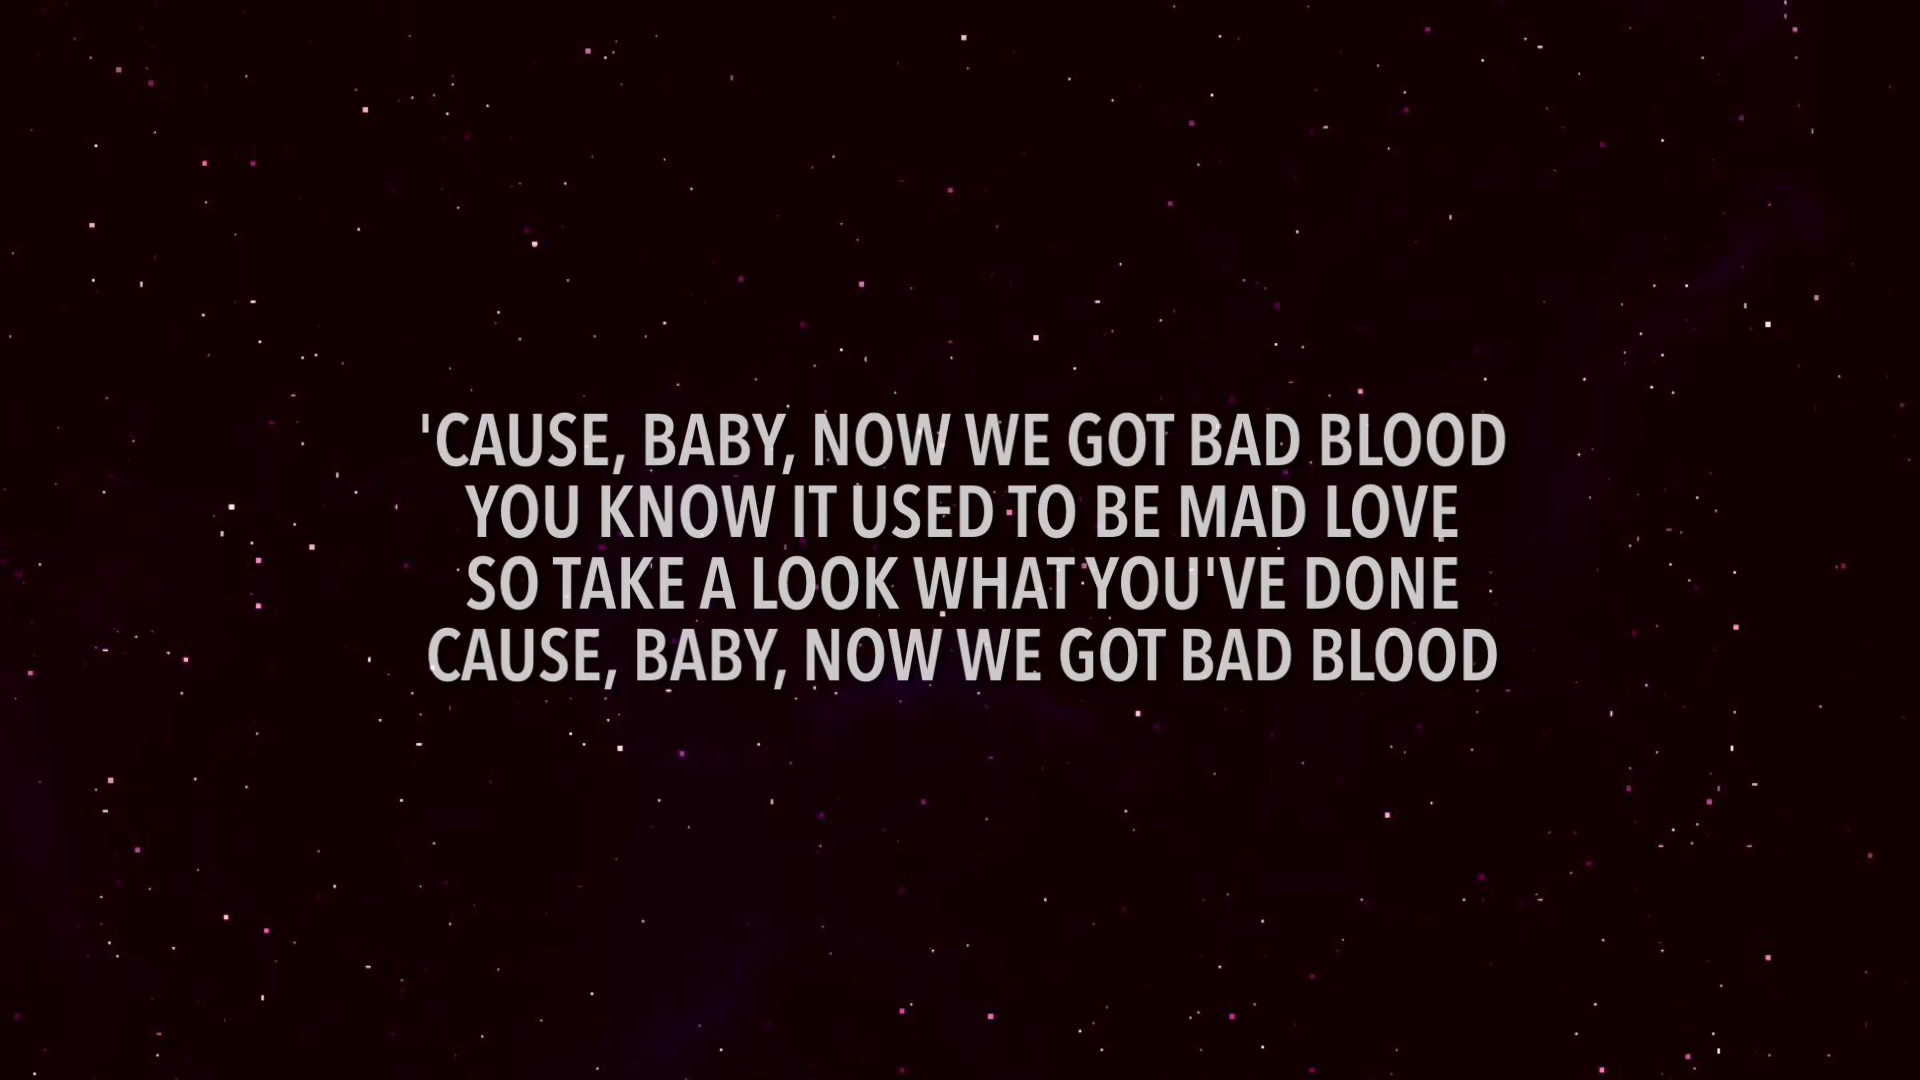 'CAUSE, BABY, NOW WE GOT BAD BLOOD
YOU KNOW IT USED TO BE MAD LOVE
SO TAKE A LOOK WHAT YOU'VE DONE
CAUSE, BABY, NOW WE GOT BAD BLOOD